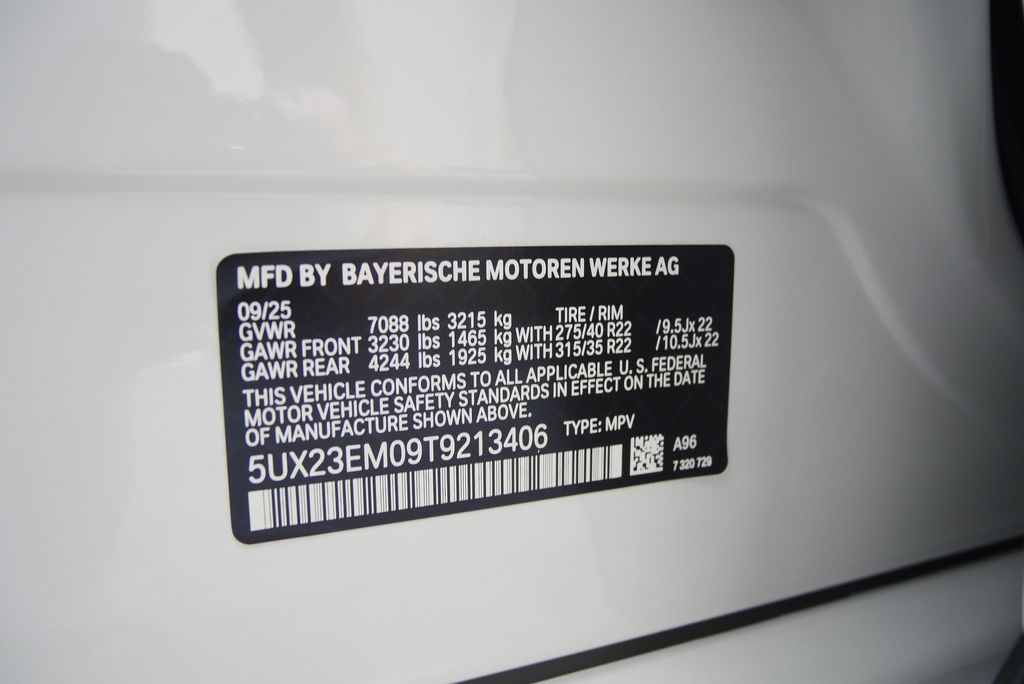 MFD BY BAYERISCHE MOTOREN WERKE AG
09/25 TIRE / RIM
GVWR 7088 lbs 3215 kg
GAWR FRONT 3230 lbs 1465 kg WITH 275/40 R22 /9.5Jx 22
GAWR REAR 4244 lbs 1925 kg WITH 315/35 R22 /10.5Jx 22
THIS VEHICLE CONFORMS TO ALL APPLICABLE U. S. FEDERAL
MOTOR VEHICLE SAFETY STANDARDS IN EFFECT ON THE DATE
OF MANUFACTURE SHOWN ABOVE.
5UX23EM09T9213406 TYPE: MPV
A96
7 320 729